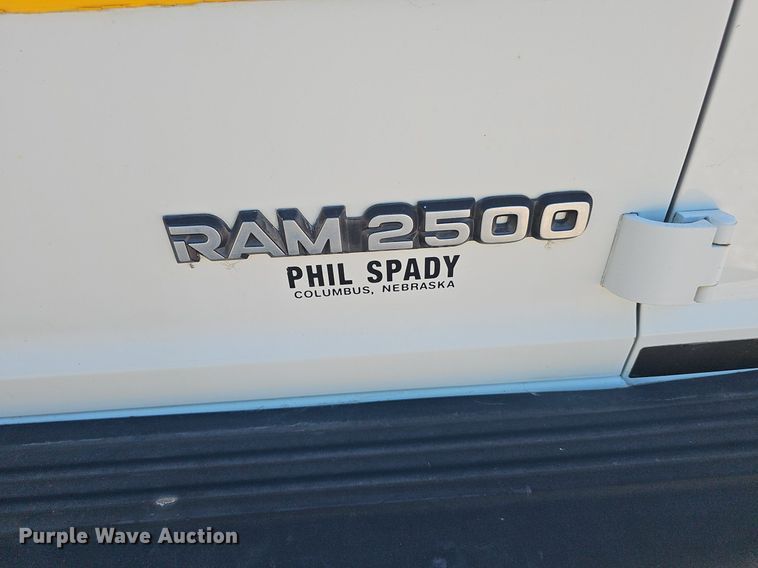 RAM 2500
PHIL SPADY
COLUMBUS, NEBRASKA
Purple Wave Auction